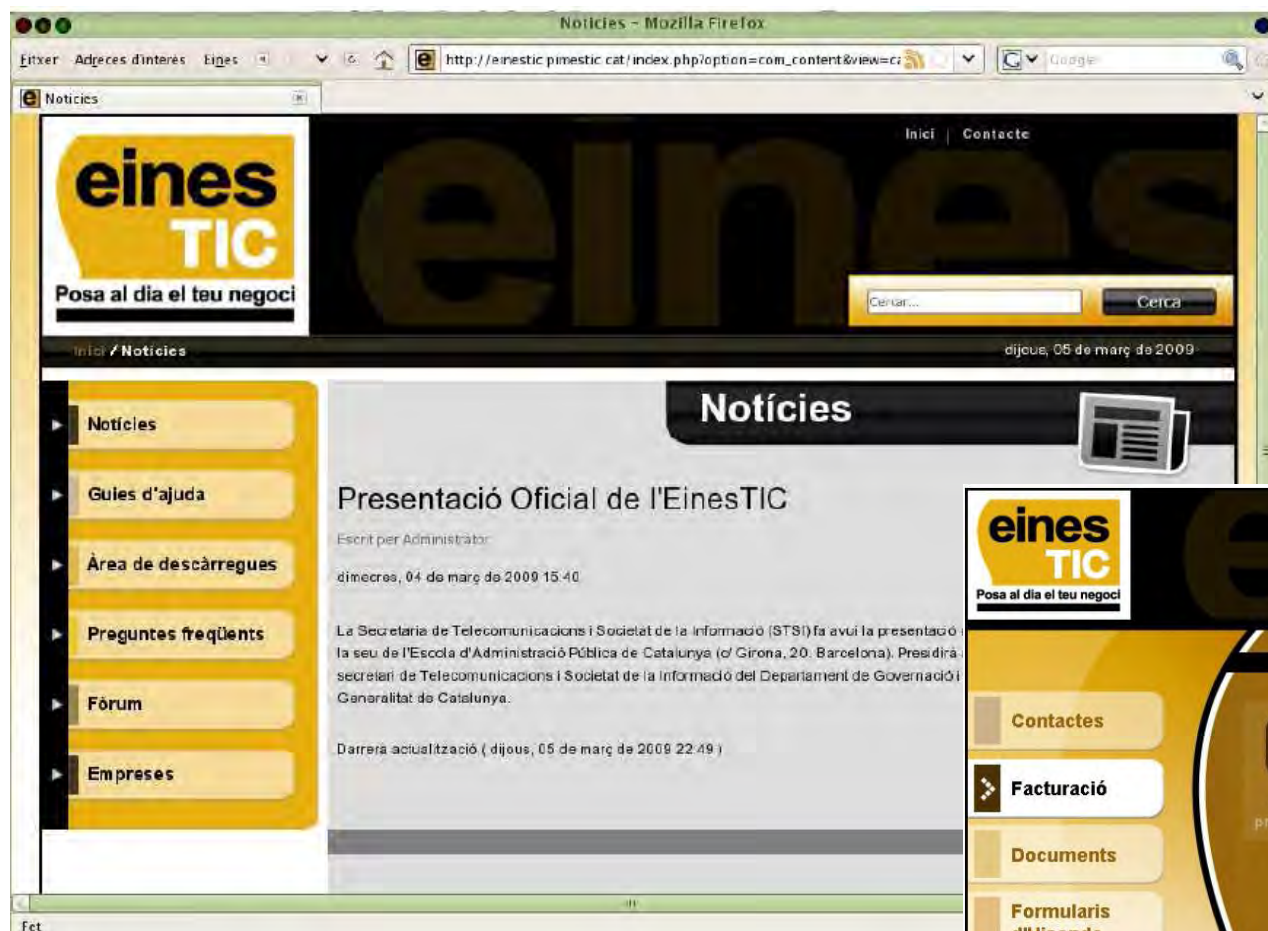 Notícies - Mozilla Firefox
Fitxer Adreces d'interès Eines
http://einestic.pimestic.cat/index.php?option=com_content&view=ca
Google
Notícies
eines
TIC
Posa al dia el teu negoci
eines
Inici | Contacte
Cercar...
Cerca
Inici / Notícies
dijous, 05 de març de 2009
Notícies
Guies d'ajuda
Àrea de descàrregues
Preguntes freqüents
Fòrum
Empreses
Notícies
Presentació Oficial de l'EinesTIC
Escrit per Administrator
dimecres, 04 de març de 2009 15:40
La Secretaria de Telecomunicacions i Societat de la Informació (STSI) fa avui la presentació
la seu de l'Escola d'Administració Pública de Catalunya (c/ Girona, 20. Barcelona). Presidirà
secretari de Telecomunicacions i Societat de la Informació del Departament de Governació i
Generalitat de Catalunya.
Darrera actualització ( dijous, 05 de març de 2009 22:49 )
Fet
eines
TIC
Posa al dia el teu negoci
Contactes
Facturació
Documents
Formularis